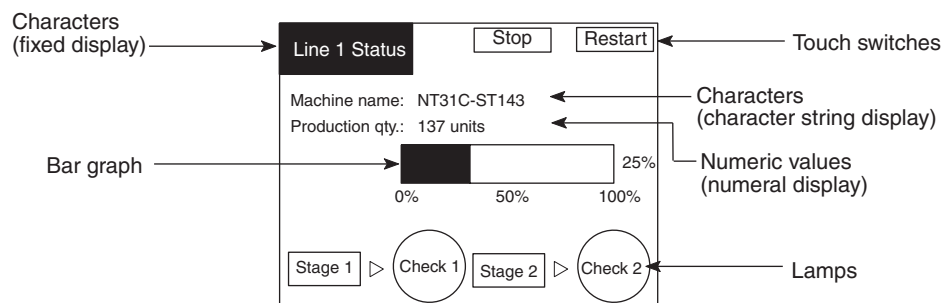 Characters
(fixed display)
Line 1 Status
Stop
Restart
Touch switches
Machine name: NT31C-ST143
Characters
(character string display)
Production qty.: 137 units
Bar graph
25%
Numeric values
(numeral display)
0% 50% 100%
Stage 1
Check 1
Stage 2
Check 2
Lamps